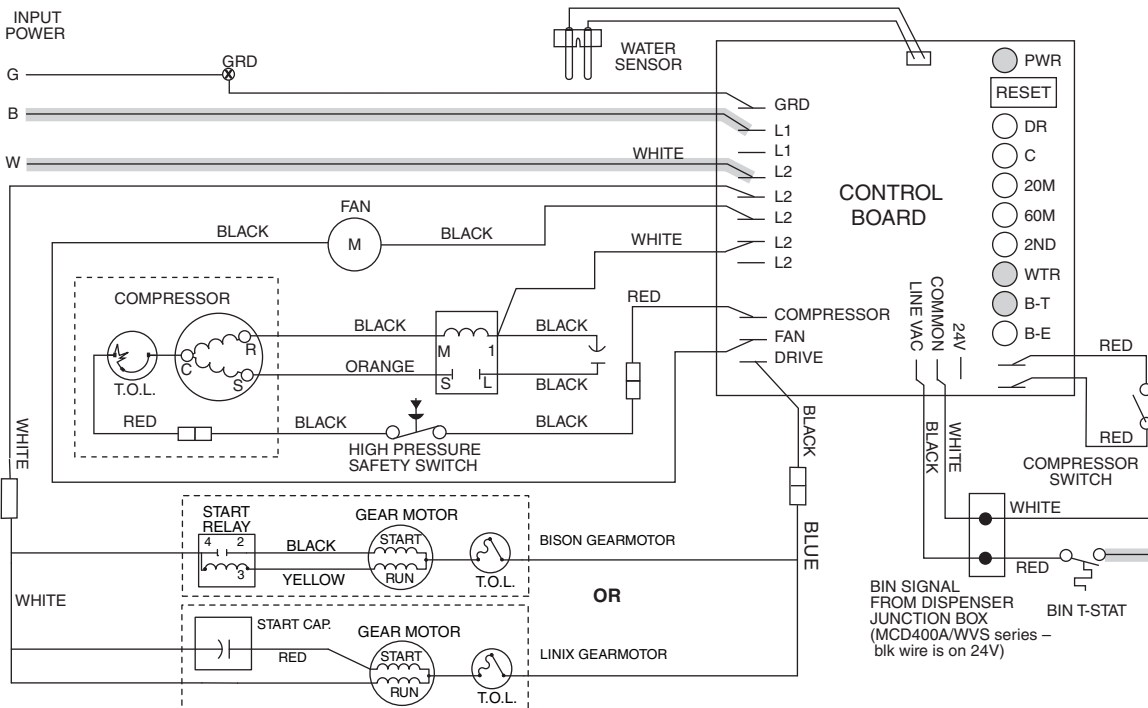 INPUT
POWER
G
GRD
B
W
WHITE
WATER
SENSOR
GRD
L1
L1
L2
L2
L2
L2
L2
CONTROL
BOARD
PWR
RESET
DR
C
20M
60M
2ND
WTR
B-T
B-E
COMPRESSOR
FAN
DRIVE
LINE VAC
COMMON
24V
FAN
M
BLACK
BLACK
WHITE
RED
COMPRESSOR
T.O.L.
C
R
S
BLACK
ORANGE
M
1
S
L
BLACK
BLACK
RED
BLACK
BLACK
HIGH PRESSURE
SAFETY SWITCH
WHITE
BLACK
BLUE
BLACK
WHITE
RED
RED
COMPRESSOR
SWITCH
WHITE
RED
BIN T-STAT
BIN SIGNAL
FROM DISPENSER
JUNCTION BOX
(MCD400A/WVS series –
blk wire is on 24V)
START
RELAY
4 2
3
BLACK
YELLOW
GEAR MOTOR
START
RUN
T.O.L.
BISON GEARMOTOR
OR
WHITE
START CAP.
RED
GEAR MOTOR
START
RUN
T.O.L.
LINIX GEARMOTOR